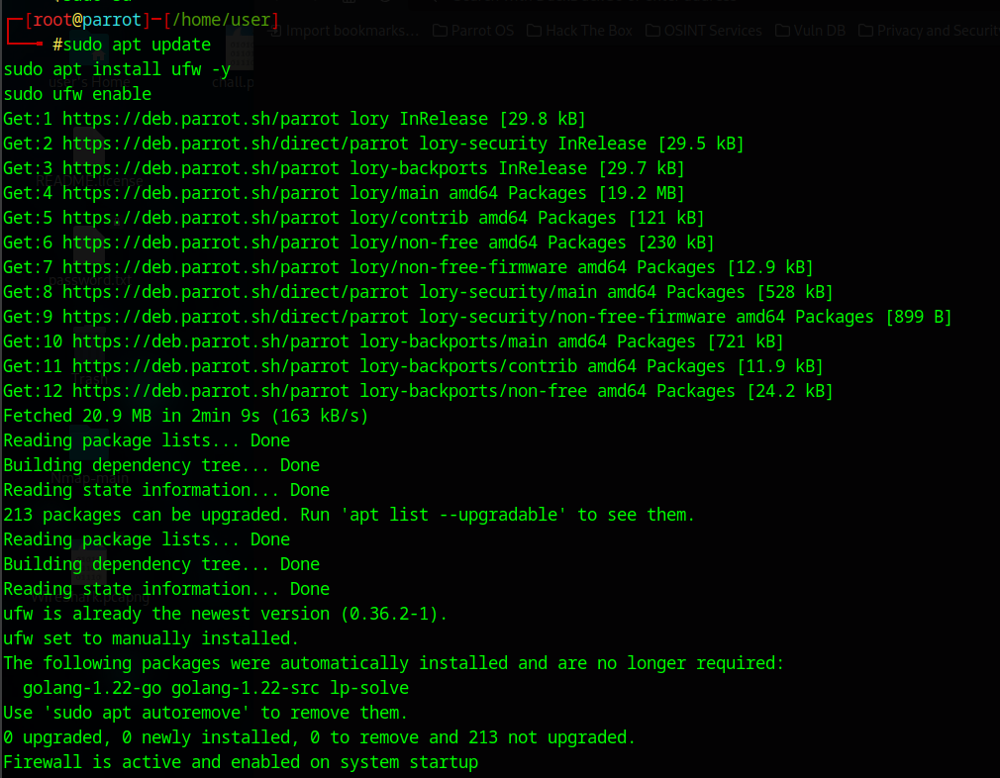 [root@parrot]─[/home/user]
#sudo apt update
sudo apt install ufw -y
sudo ufw enable
Get:1 https://deb.parrot.sh/parrot lory InRelease [29.8 kB]
Get:2 https://deb.parrot.sh/direct/parrot lory-security InRelease [29.5 kB]
Get:3 https://deb.parrot.sh/parrot lory-backports InRelease [29.7 kB]
Get:4 https://deb.parrot.sh/parrot lory/main amd64 Packages [19.2 MB]
Get:5 https://deb.parrot.sh/parrot lory/contrib amd64 Packages [121 kB]
Get:6 https://deb.parrot.sh/parrot lory/non-free amd64 Packages [230 kB]
Get:7 https://deb.parrot.sh/parrot lory/non-free-firmware amd64 Packages [12.9 kB]
Get:8 https://deb.parrot.sh/direct/parrot lory-security/main amd64 Packages [528 kB]
Get:9 https://deb.parrot.sh/direct/parrot lory-security/non-free-firmware amd64 Packages [899 B]
Get:10 https://deb.parrot.sh/parrot lory-backports/main amd64 Packages [721 kB]
Get:11 https://deb.parrot.sh/parrot lory-backports/contrib amd64 Packages [11.9 kB]
Get:12 https://deb.parrot.sh/parrot lory-backports/non-free amd64 Packages [24.2 kB]
Fetched 20.9 MB in 2min 9s (163 kB/s)
Reading package lists... Done
Building dependency tree... Done
Reading state information... Done
213 packages can be upgraded. Run 'apt list --upgradable' to see them.
Reading package lists... Done
Building dependency tree... Done
Reading state information... Done
ufw is already the newest version (0.36.2-1).
ufw set to manually installed.
The following packages were automatically installed and are no longer required:
golang-1.22-go golang-1.22-src lp-solve
Use 'sudo apt autoremove' to remove them.
0 upgraded, 0 newly installed, 0 to remove and 213 not upgraded.
Firewall is active and enabled on system startup
Import bookmarks... Parrot OS Hack The Box OSINT Services Vuln DB Privacy and Security
Nmap-main